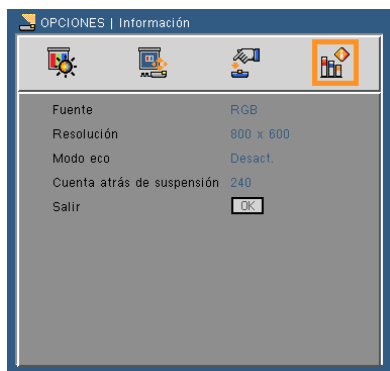 OPCIONES | Información
Fuente RGB
Resolución 800 x 600
Modo eco Desact.
Cuenta atrás de suspensión 240
Salir OK